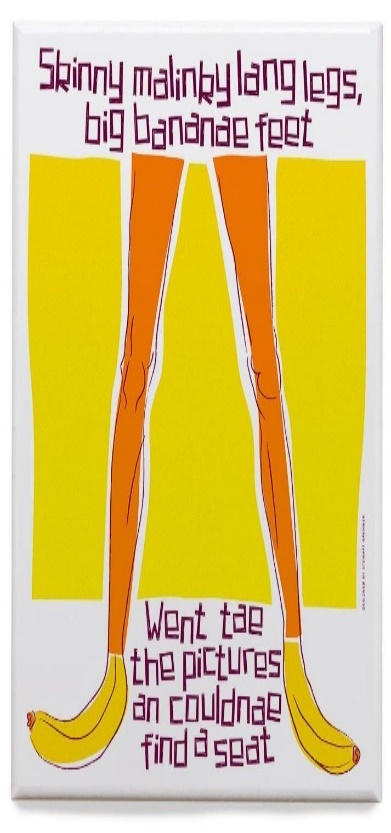 Skinny malinky lang legs,
big bananae feet
Went tae
the pictures
an couldnae
find a seat